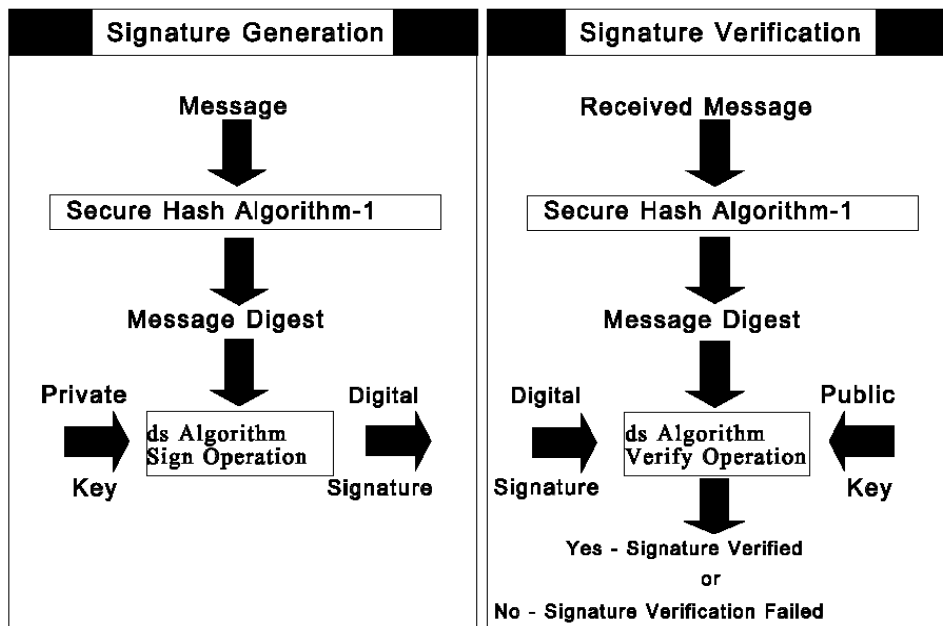 Signature Generation
Message
Secure Hash Algorithm-1
Message Digest
Private
Key
ds Algorithm
Sign Operation
Digital
Signature
Signature Verification
Received Message
Secure Hash Algorithm-1
Message Digest
Digital
Signature
ds Algorithm
Verify Operation
Public
Key
Yes - Signature Verified
or
No - Signature Verification Failed